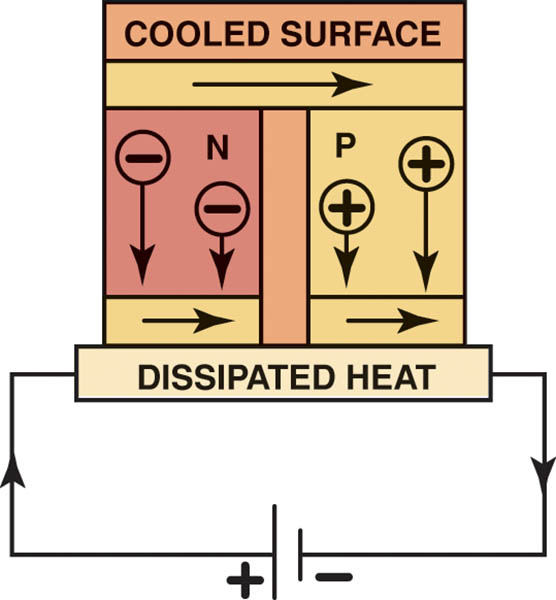 COOLED SURFACE
N P
DISSIPATED HEAT
+ −